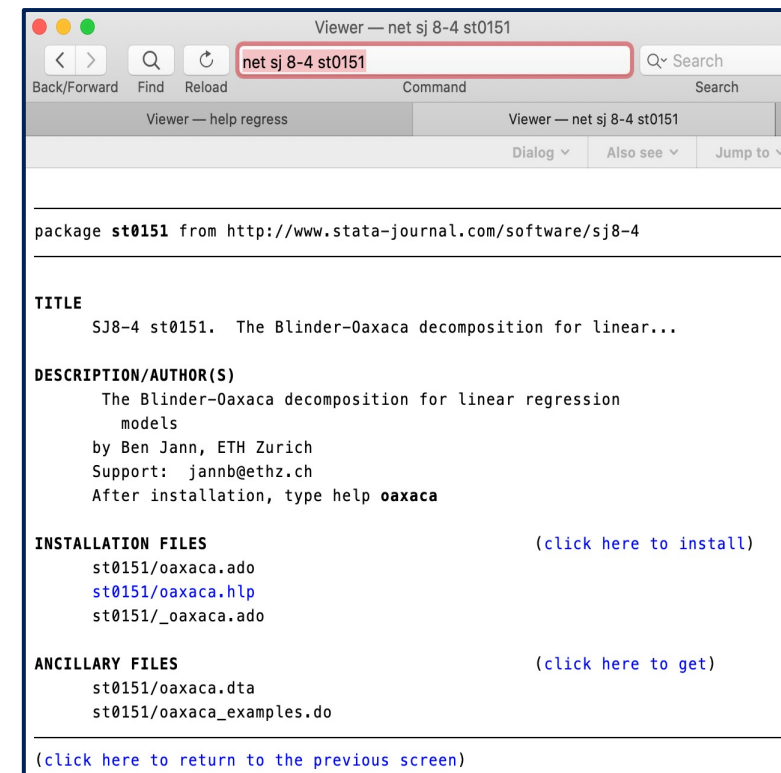 Viewer — net sj 8-4 st0151
net sj 8-4 st0151
Search
Back/Forward Find Reload Command Search
Viewer — help regress Viewer — net sj 8-4 st0151
Dialog Also see Jump to
package st0151 from http://www.stata-journal.com/software/sj8-4
TITLE
SJ8-4 st0151. The Blinder-Oaxaca decomposition for linear...
DESCRIPTION/AUTHOR(S)
The Blinder-Oaxaca decomposition for linear regression
models
by Ben Jann, ETH Zurich
Support: jannb@ethz.ch
After installation, type help oaxaca
INSTALLATION FILES (click here to install)
st0151/oaxaca.ado
st0151/oaxaca.hlp
st0151/_oaxaca.ado
ANCILLARY FILES (click here to get)
st0151/oaxaca.dta
st0151/oaxaca_examples.do
(click here to return to the previous screen)